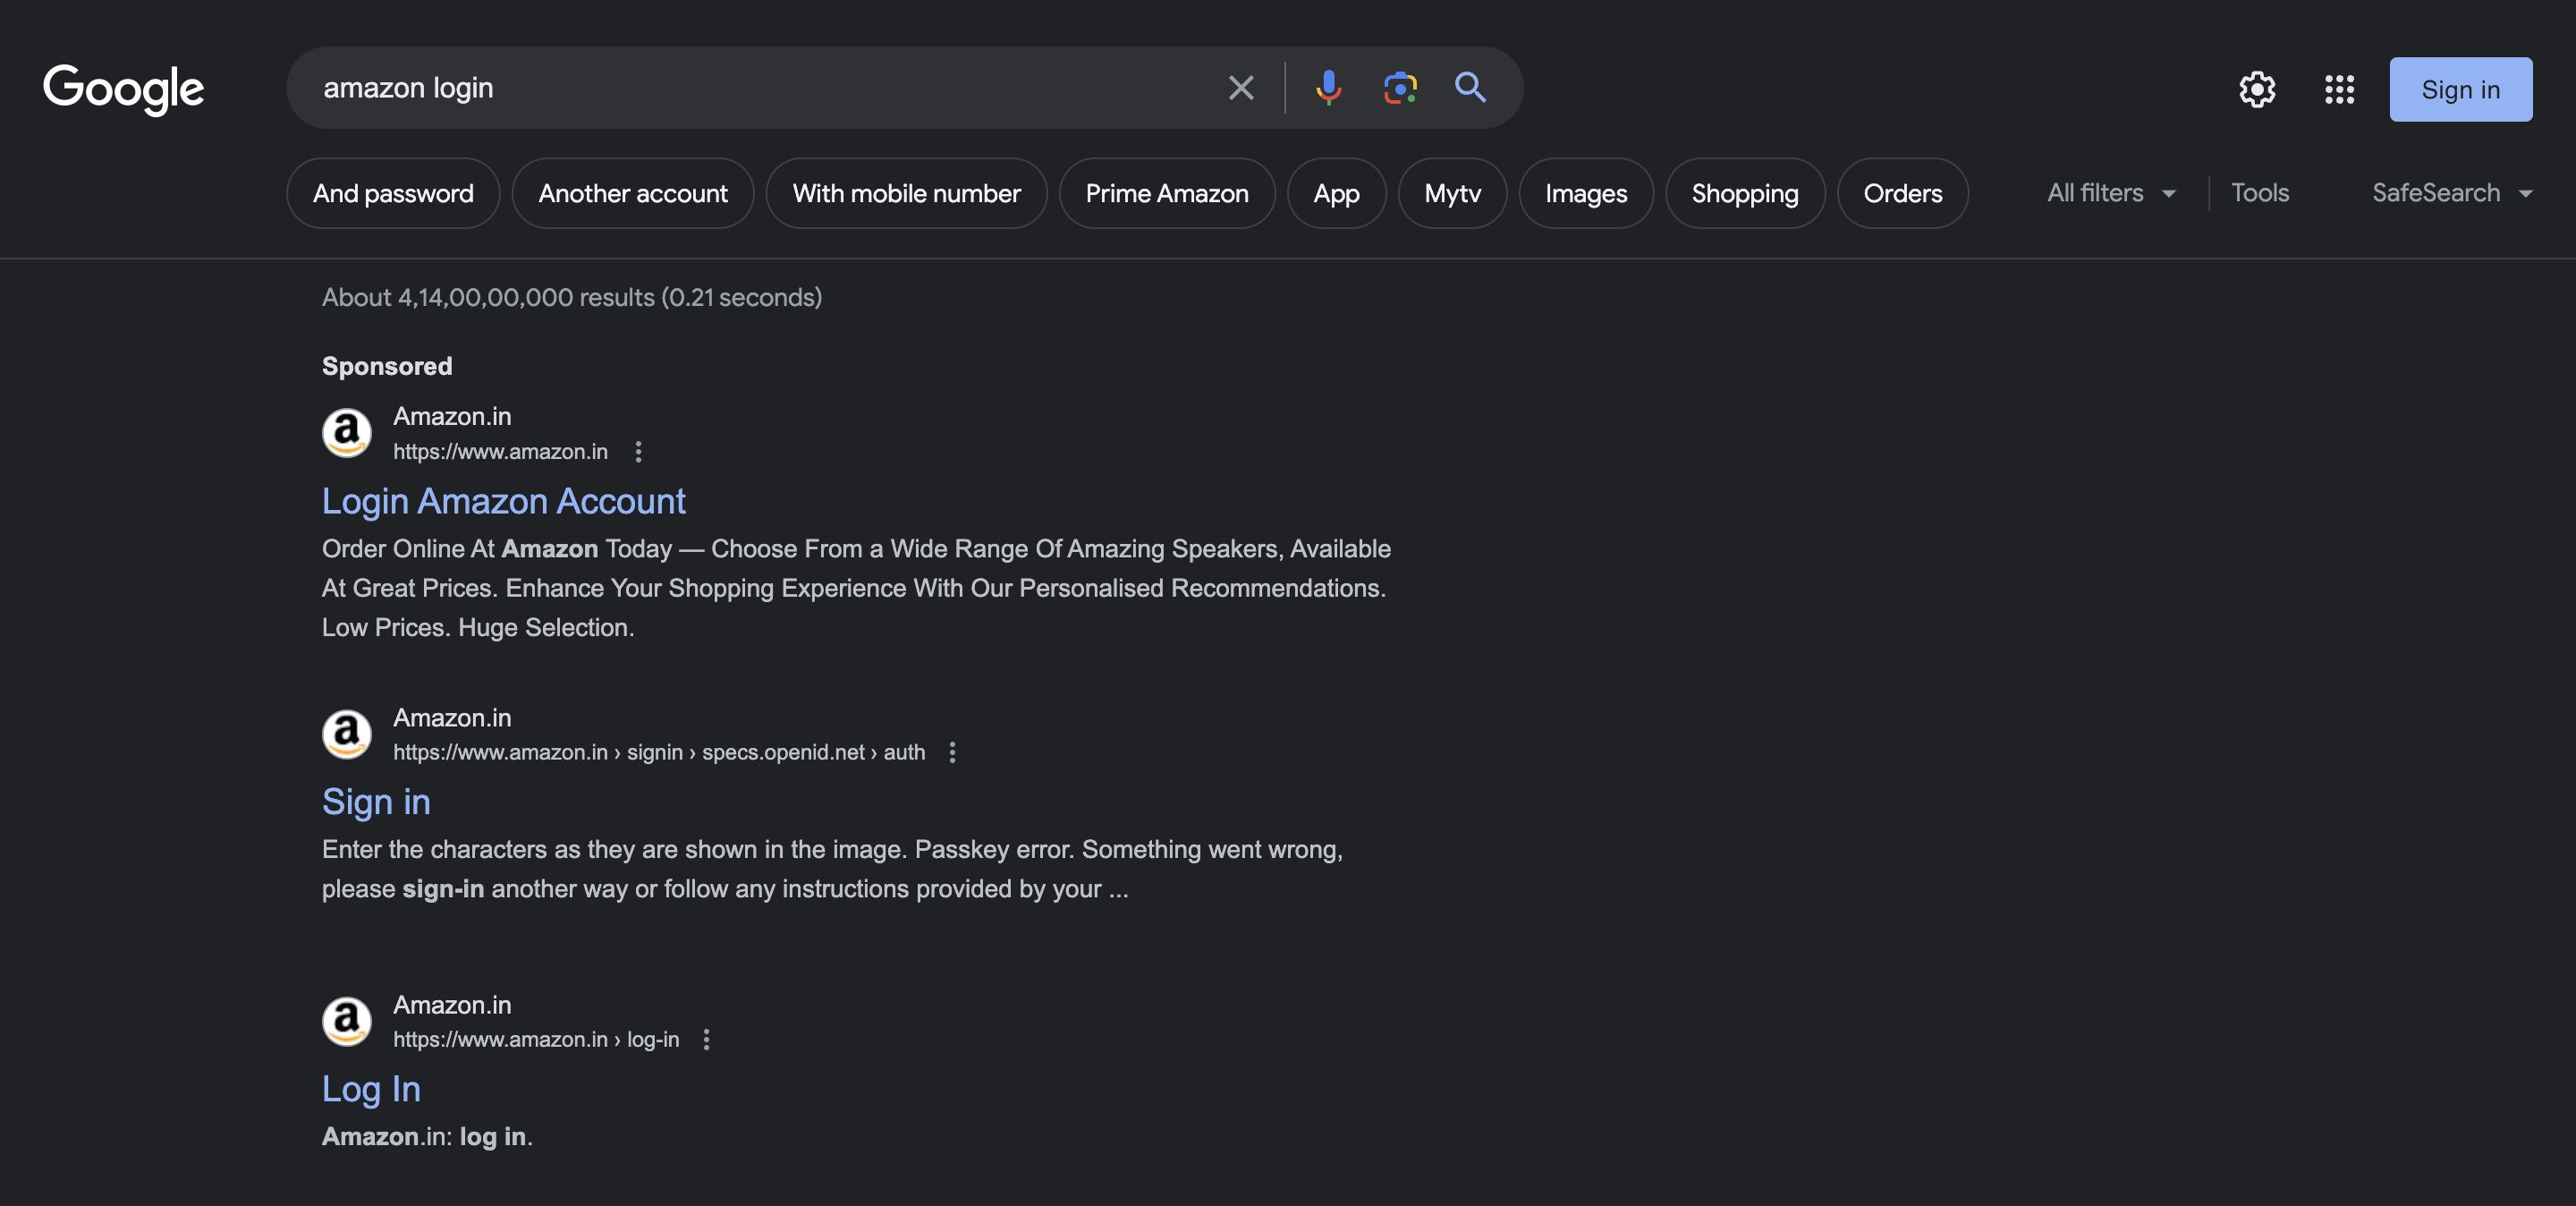 Google
amazon login
Sign in
And password
Another account
With mobile number
Prime Amazon
App
Mytv
Images
Shopping
Orders
All filters
Tools
SafeSearch
About 4,14,00,00,000 results (0.21 seconds)
Sponsored
Amazon.in
https://www.amazon.in
Login Amazon Account
Order Online At Amazon Today — Choose From a Wide Range Of Amazing Speakers, Available
At Great Prices. Enhance Your Shopping Experience With Our Personalised Recommendations.
Low Prices. Huge Selection.
Amazon.in
https://www.amazon.in › signin › specs.openid.net › auth
Sign in
Enter the characters as they are shown in the image. Passkey error. Something went wrong,
please sign-in another way or follow any instructions provided by your ...
Amazon.in
https://www.amazon.in › log-in
Log In
Amazon.in: log in.